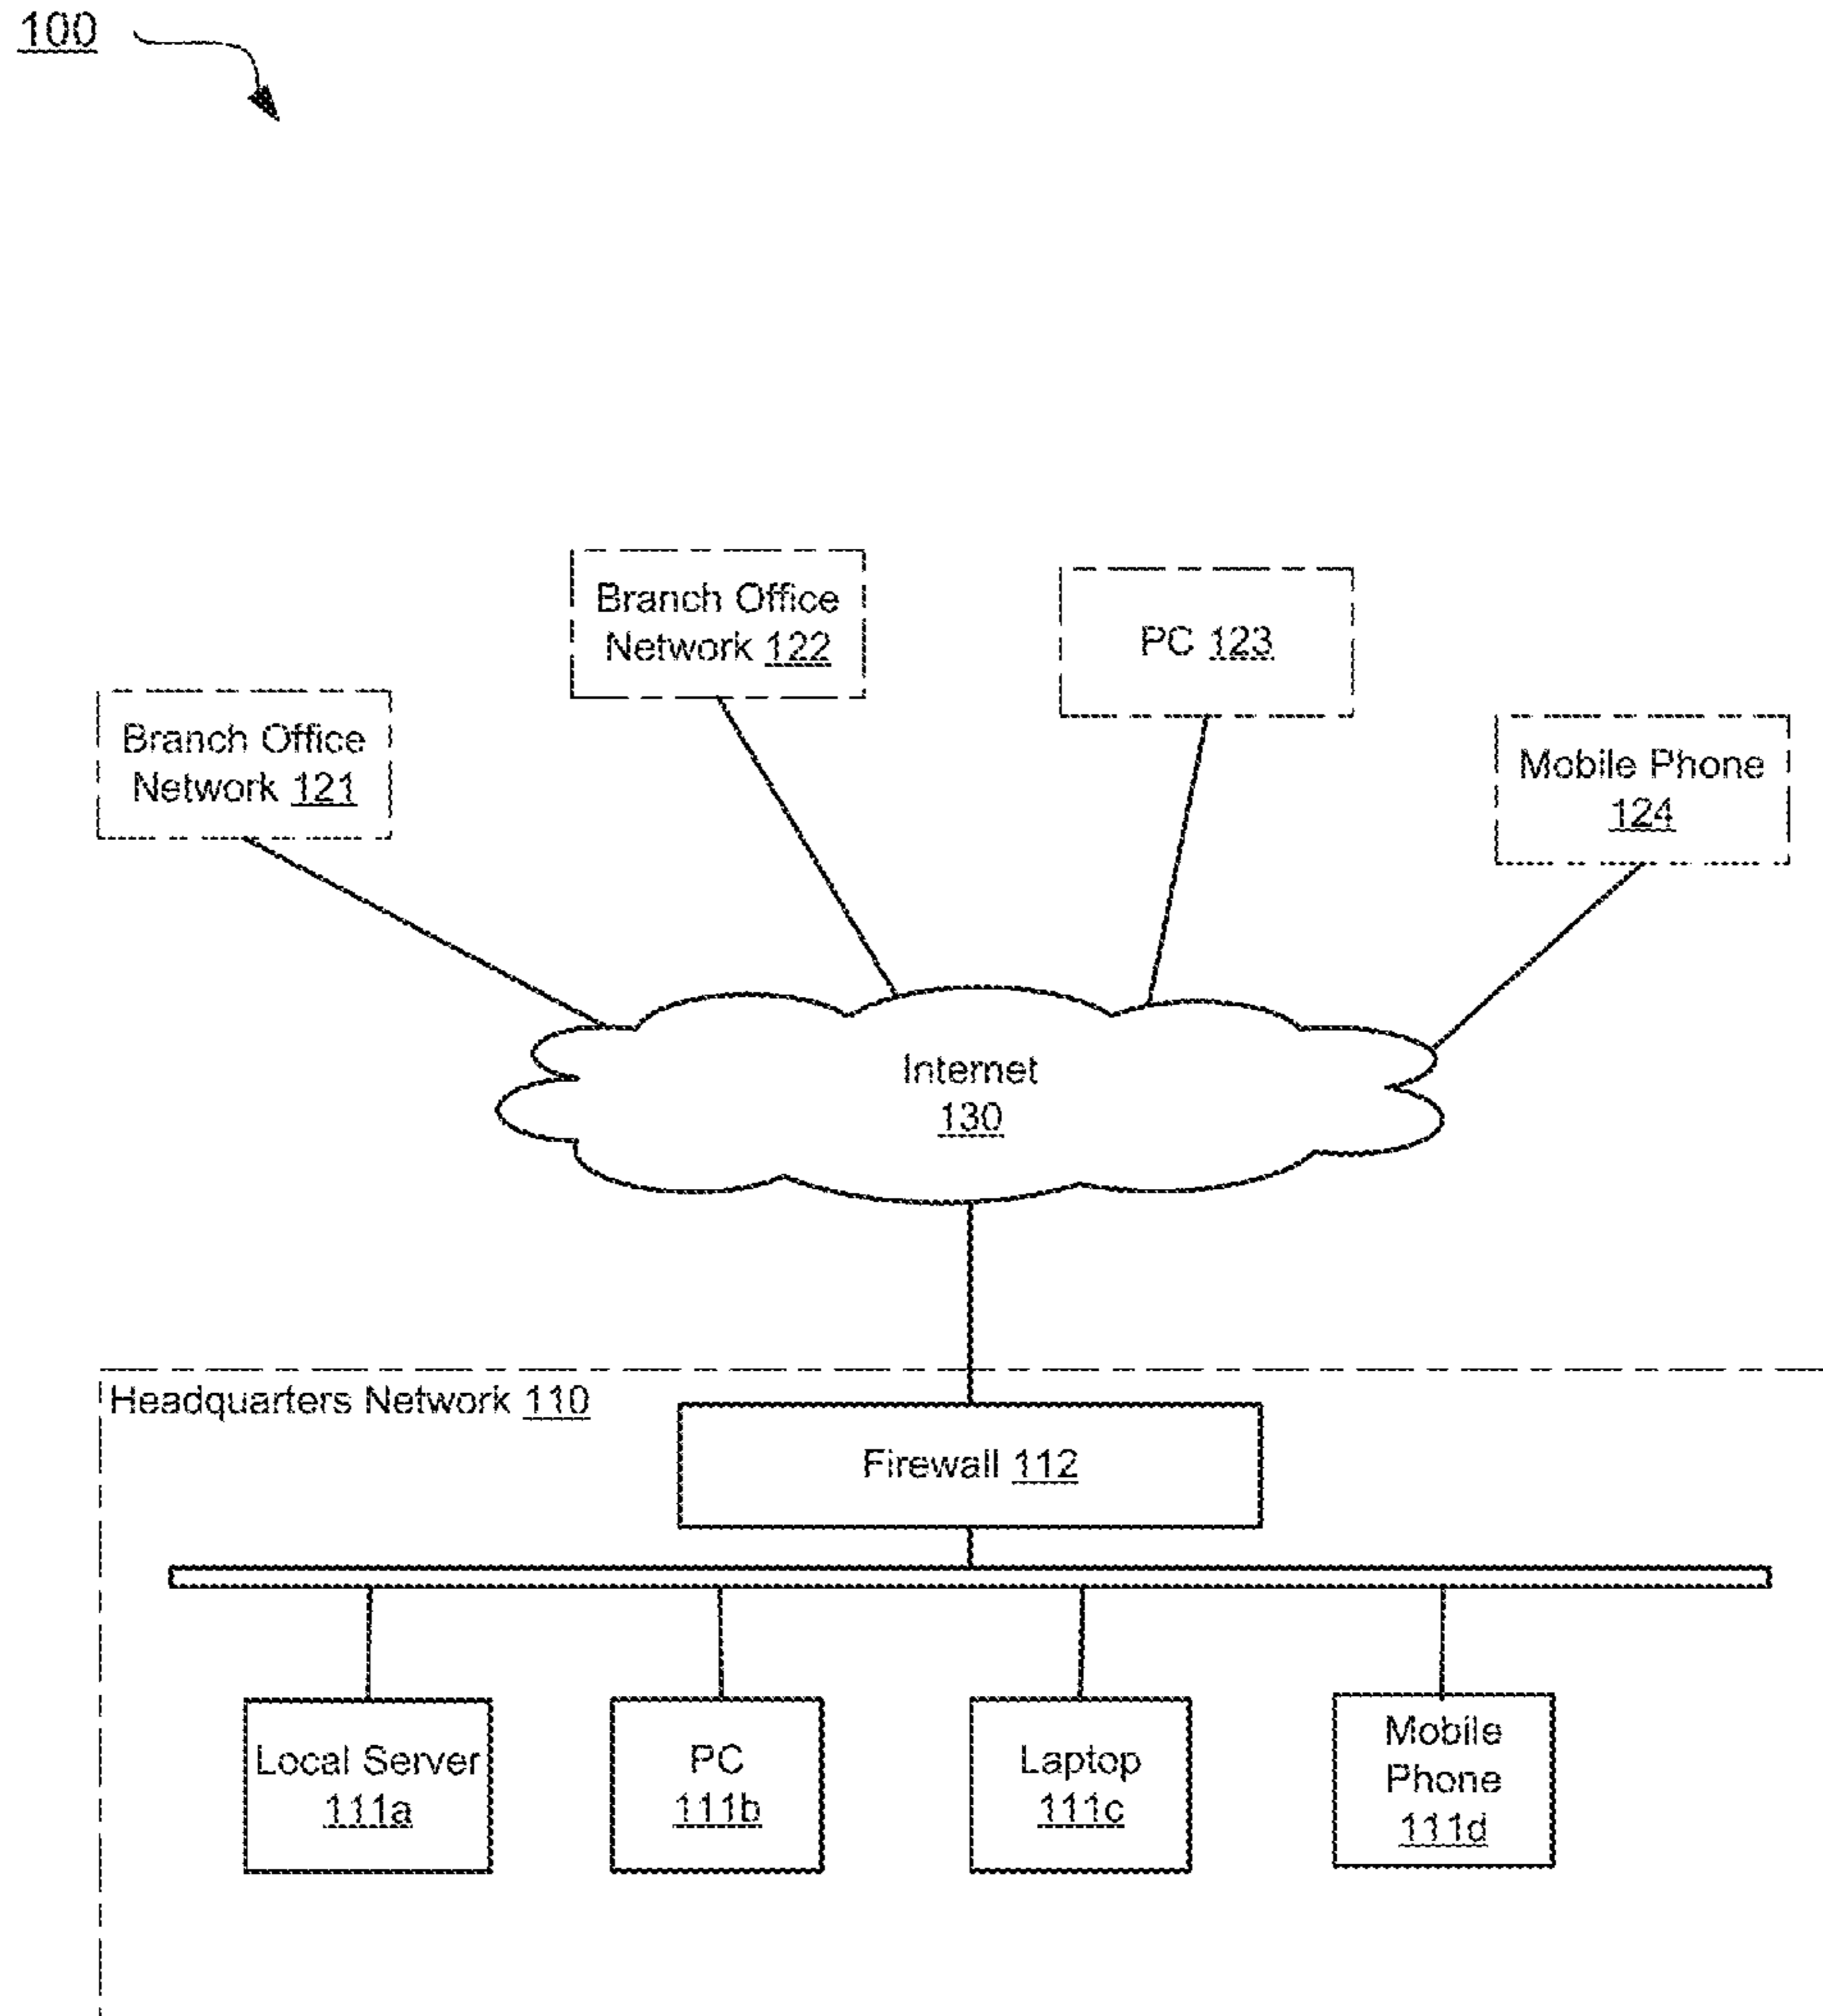 100
Branch Office
Network 122
PC 123
Branch Office
Network 121
Mobile Phone
124
Internet
130
Headquarters Network 110
Firewall 112
Local Server
111a
PC
111b
Laptop
111c
Mobile
Phone
111d